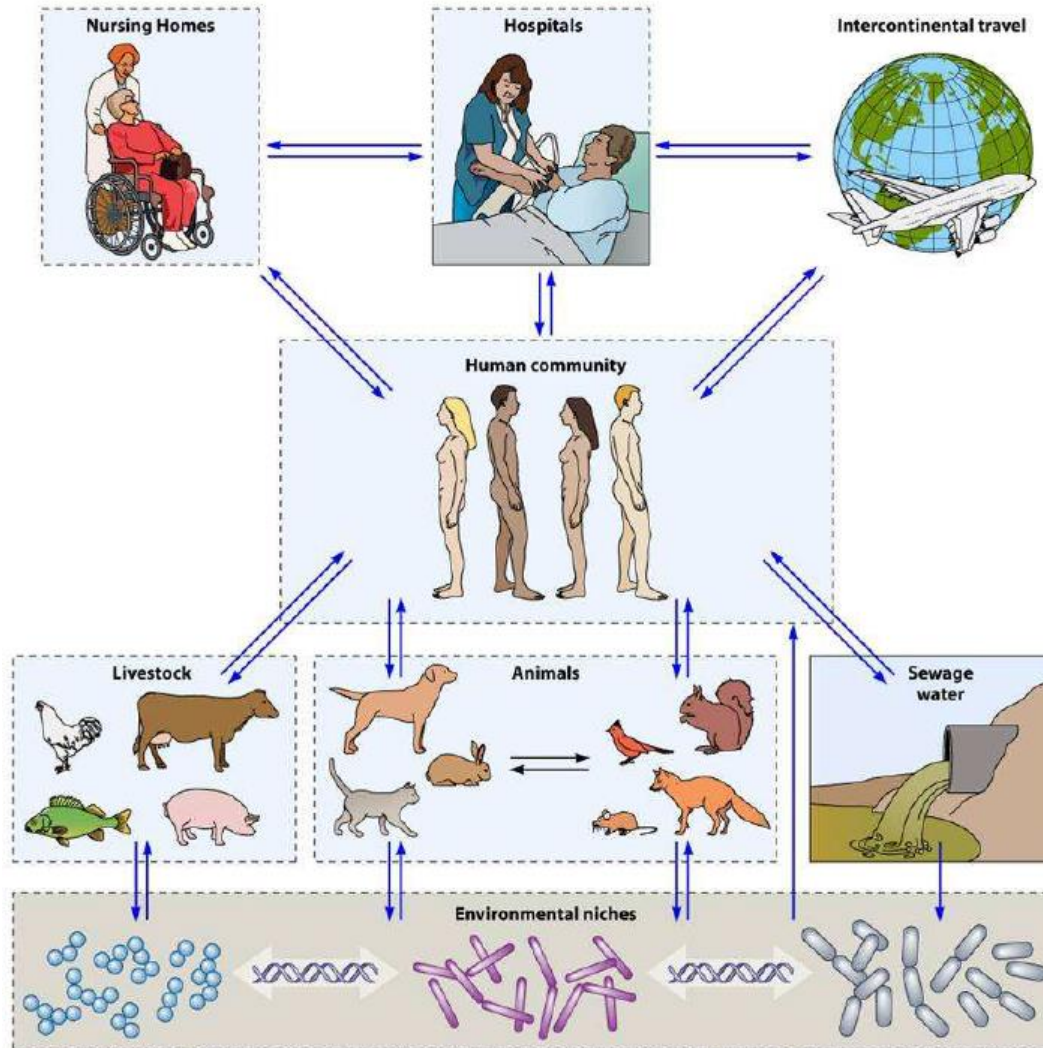 Nursing Homes
Hospitals
Intercontinental travel
Human community
Livestock
Animals
Sewage
water
Environmental niches